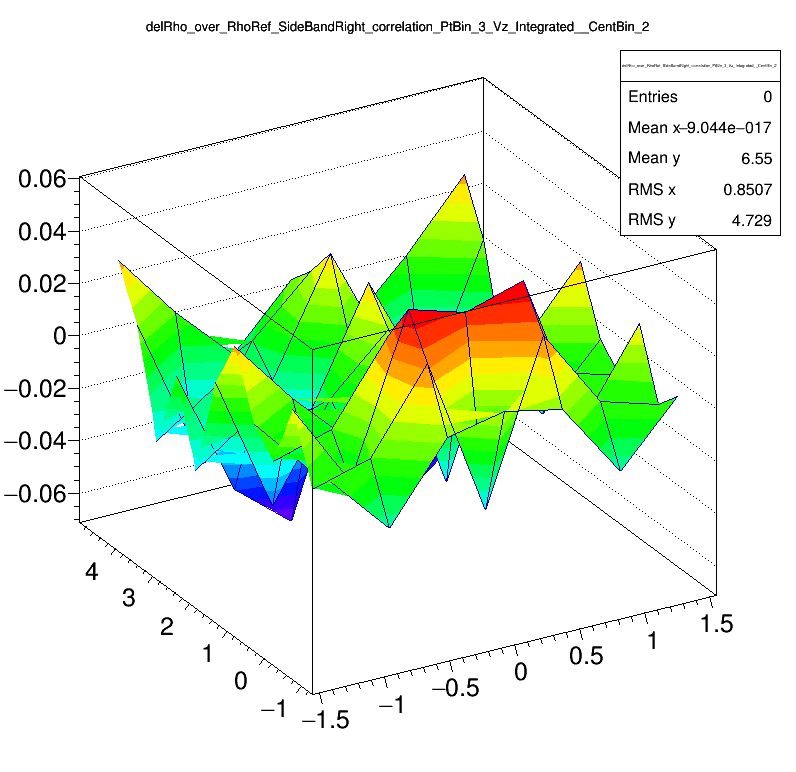 delRho_over_RhoRef_SideBandRight_correlation_PtBin_3_Vz_Integrated__CentBin_2
delRho_over_RhoRef_SideBandRight_correlation_PtBin_3_Vz_Integrated__CentBin_2
Entries 0
Mean x −9.044e−017
Mean y 6.55
RMS x 0.8507
RMS y 4.729
0.06
0.04
0.02
0
−0.02
−0.04
−0.06
4
3
2
1
0
−1
−1.5
−1
−0.5
0
0.5
1
1.5